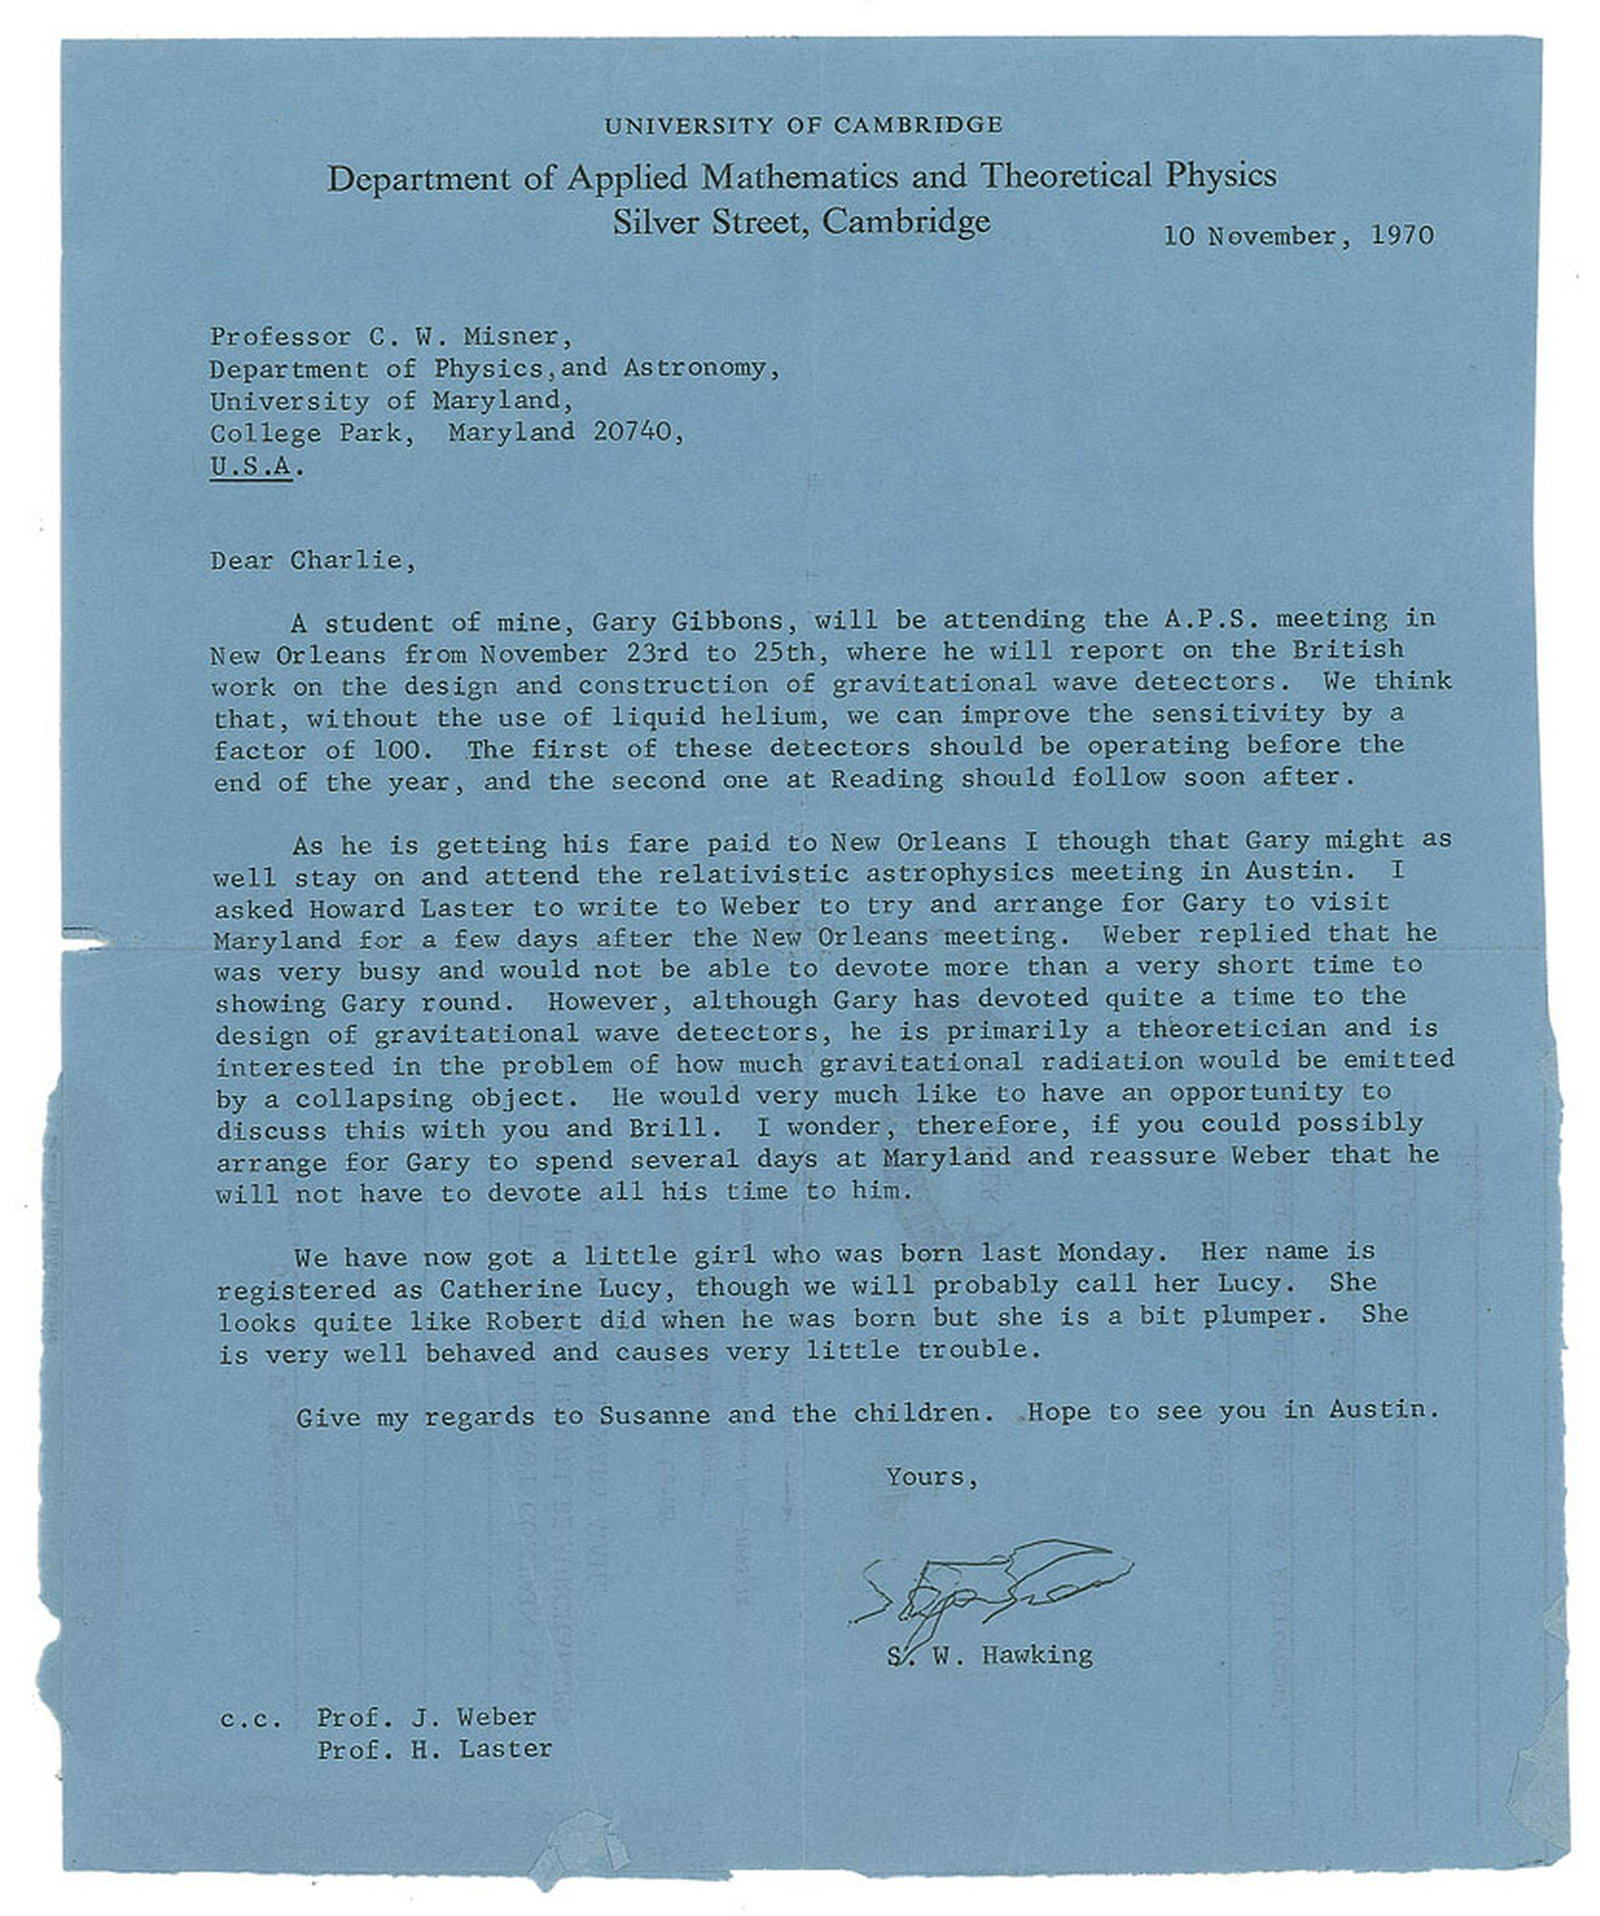 UNIVERSITY OF CAMBRIDGE
Department of Applied Mathematics and Theoretical Physics
Silver Street, Cambridge
10 November, 1970
Professor C. W. Misner,
Department of Physics,and Astronomy,
University of Maryland,
College Park, Maryland 20740,
U.S.A.
Dear Charlie,
A student of mine, Gary Gibbons, will be attending the A.P.S. meeting in
New Orleans from November 23rd to 25th, where he will report on the British
work on the design and construction of gravitational wave detectors. We think
that, without the use of liquid helium, we can improve the sensitivity by a
factor of 100. The first of these detectors should be operating before the
end of the year, and the second one at Reading should follow soon after.
As he is getting his fare paid to New Orleans I though that Gary might as
well stay on and attend the relativistic astrophysics meeting in Austin. I
asked Howard Laster to write to Weber to try and arrange for Gary to visit
Maryland for a few days after the New Orleans meeting. Weber replied that he
was very busy and would not be able to devote more than a very short time to
showing Gary round. However, although Gary has devoted quite a time to the
design of gravitational wave detectors, he is primarily a theoretician and is
interested in the problem of how much gravitational radiation would be emitted
by a collapsing object. He would very much like to have an opportunity to
discuss this with you and Brill. I wonder, therefore, if you could possibly
arrange for Gary to spend several days at Maryland and reassure Weber that he
will not have to devote all his time to him.
We have now got a little girl who was born last Monday. Her name is
registered as Catherine Lucy, though we will probably call her Lucy. She
looks quite like Robert did when he was born but she is a bit plumper. She
is very well behaved and causes very little trouble.
Give my regards to Susanne and the children. Hope to see you in Austin.
Yours,
S. W. Hawking
c.c. Prof. J. Weber
Prof. H. Laster